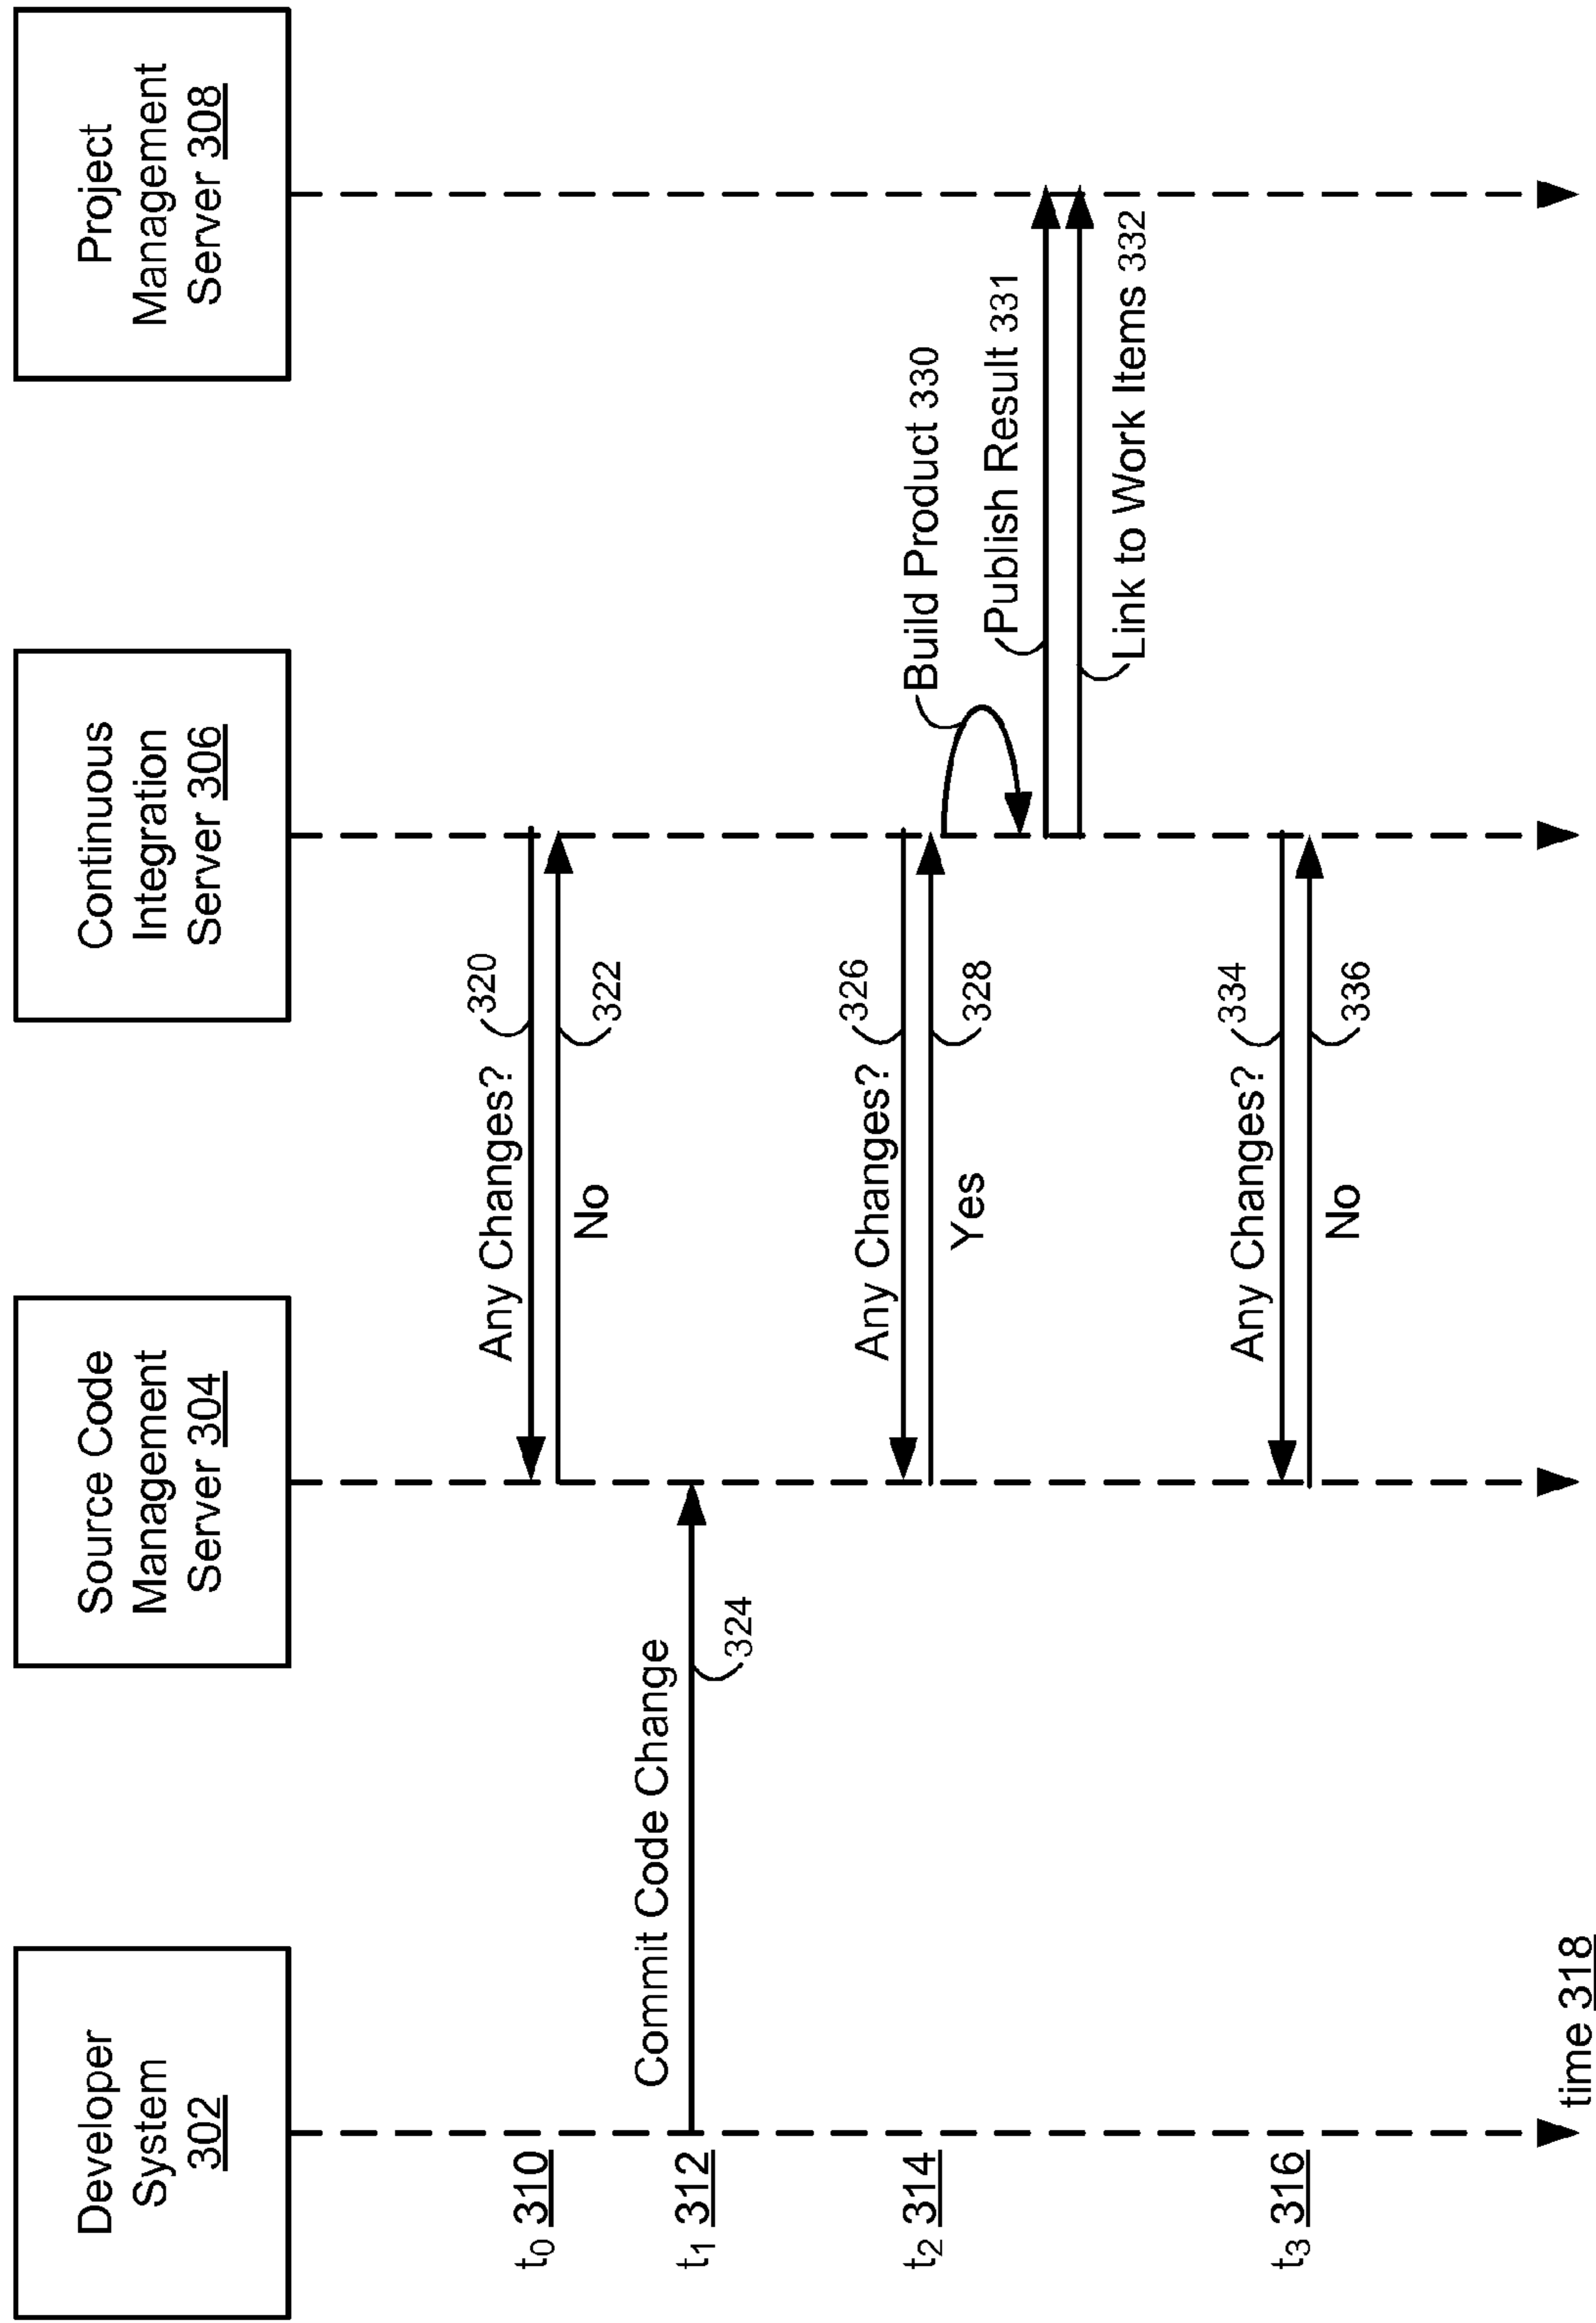 Developer
System
302
Source Code
Management
Server 304
Continuous
Integration
Server 306
Project
Management
Server 308
t0 310
Any Changes?
320
No
322
t1 312
Commit Code Change
324
t2 314
Any Changes?
326
Yes
328
Build Product 330
Publish Result 331
Link to Work Items 332
t3 316
Any Changes?
334
No
336
time 318